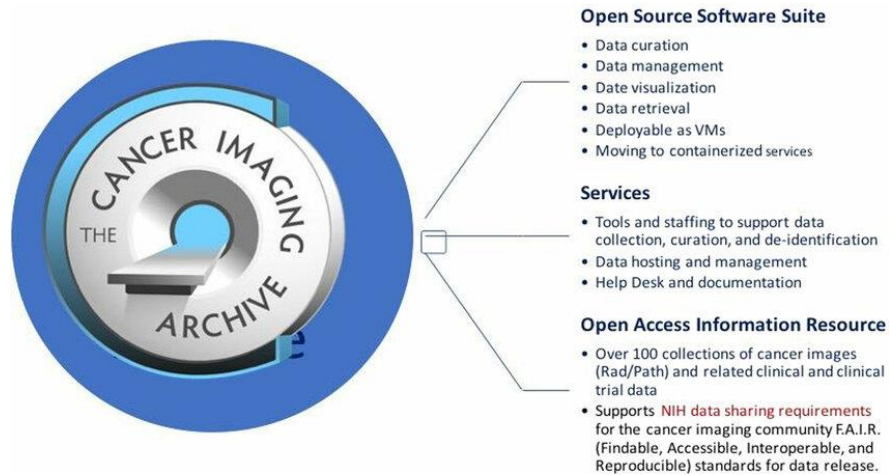 THE CANCER IMAGING ARCHIVE
e
Open Source Software Suite
• Data curation
• Data management
• Date visualization
• Data retrieval
• Deployable as VMs
• Moving to containerized services
Services
• Tools and staffing to support data
collection, curation, and de-identification
• Data hosting and management
• Help Desk and documentation
Open Access Information Resource
• Over 100 collections of cancer images
(Rad/Path) and related clinical and clinical
trial data
• Supports NIH data sharing requirements
for the cancer imaging community F.A.I.R.
(Findable, Accessible, Interoperable, and
Reproducible) standards for data release.